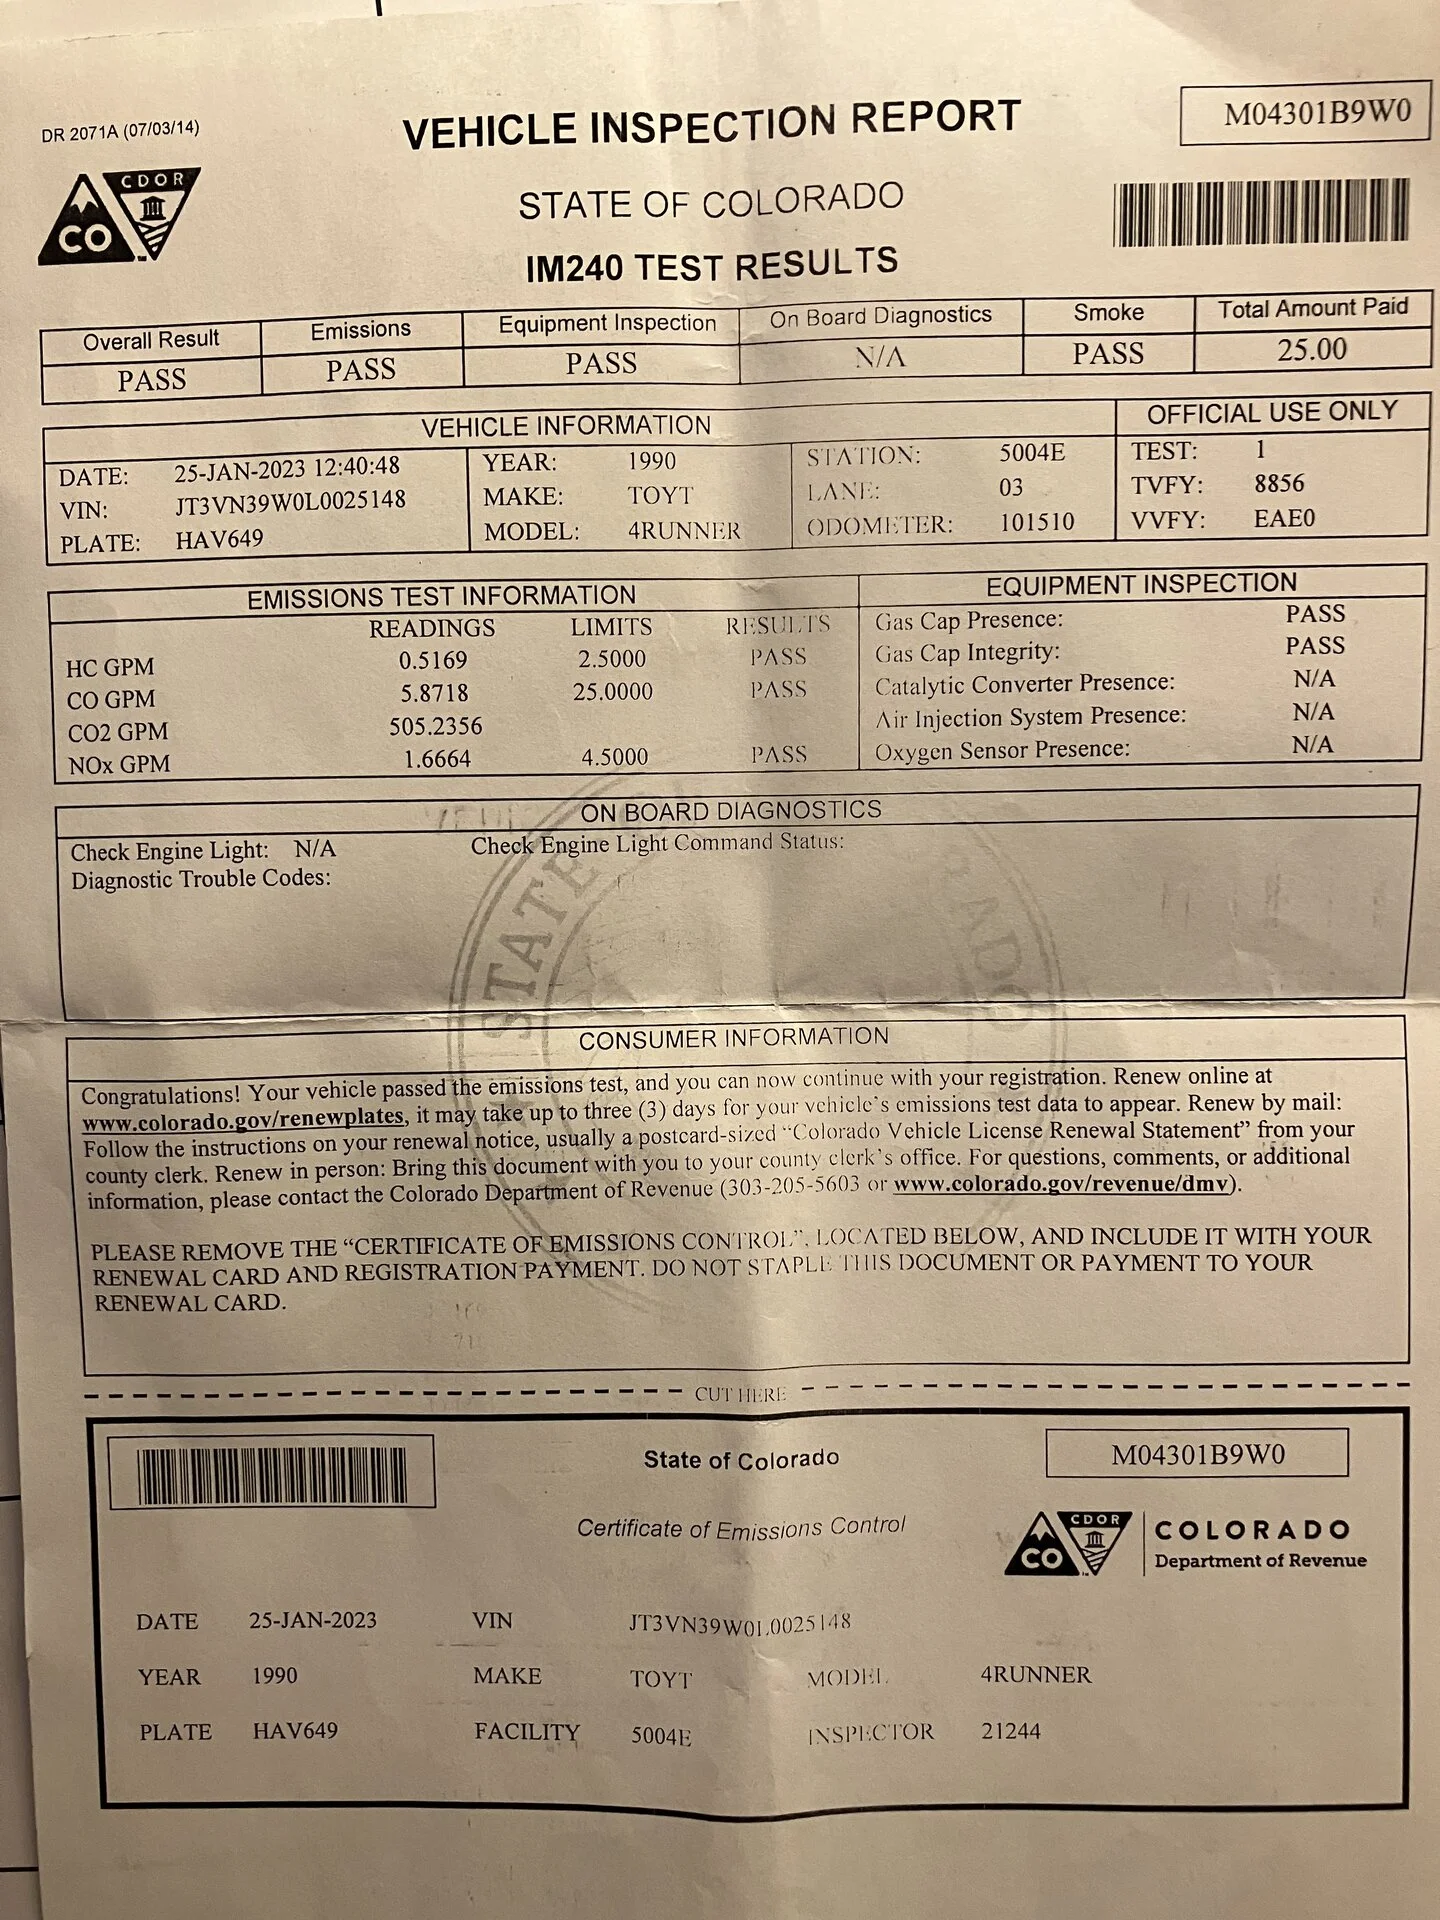 DR 2071A (07/03/14)
VEHICLE INSPECTION REPORT
M04301B9W0
CDOR
CO
STATE OF COLORADO
IM240 TEST RESULTS
Overall Result Emissions Equipment Inspection On Board Diagnostics Smoke Total Amount Paid
PASS PASS PASS N/A PASS 25.00
VEHICLE INFORMATION OFFICIAL USE ONLY
DATE: 25-JAN-2023 12:40:48 YEAR: 1990 STATION: 5004E TEST: 1
VIN: JT3VN39W0L0025148 MAKE: TOYT LANE: 03 TVFY: 8856
PLATE: HAV649 MODEL: 4RUNNER ODOMETER: 101510 VVFY: EAE0
EMISSIONS TEST INFORMATION EQUIPMENT INSPECTION
READINGS LIMITS RESULTS Gas Cap Presence: PASS
HC GPM 0.5169 2.5000 PASS Gas Cap Integrity: PASS
CO GPM 5.8718 25.0000 PASS Catalytic Converter Presence: N/A
CO2 GPM 505.2356 Air Injection System Presence: N/A
NOx GPM 1.6664 4.5000 PASS Oxygen Sensor Presence: N/A
ON BOARD DIAGNOSTICS
Check Engine Light: N/A Check Engine Light Command Status:
Diagnostic Trouble Codes:
STATE
CONSUMER INFORMATION
Congratulations! Your vehicle passed the emissions test, and you can now continue with your registration. Renew online at
www.colorado.gov/renewplates, it may take up to three (3) days for your vehicle's emissions test data to appear. Renew by mail:
Follow the instructions on your renewal notice, usually a postcard-sized “Colorado Vehicle License Renewal Statement” from your
county clerk. Renew in person: Bring this document with you to your county clerk's office. For questions, comments, or additional
information, please contact the Colorado Department of Revenue (303-205-5603 or www.colorado.gov/revenue/dmv).
PLEASE REMOVE THE “CERTIFICATE OF EMISSIONS CONTROL”, LOCATED BELOW, AND INCLUDE IT WITH YOUR
RENEWAL CARD AND REGISTRATION PAYMENT. DO NOT STAPLE THIS DOCUMENT OR PAYMENT TO YOUR
RENEWAL CARD.
CUT HERE
State of Colorado
M04301B9W0
Certificate of Emissions Control
CDOR
CO
COLORADO
Department of Revenue
DATE 25-JAN-2023 VIN JT3VN39W0L0025148
YEAR 1990 MAKE TOYT MODEL 4RUNNER
PLATE HAV649 FACILITY 5004E INSPECTOR 21244